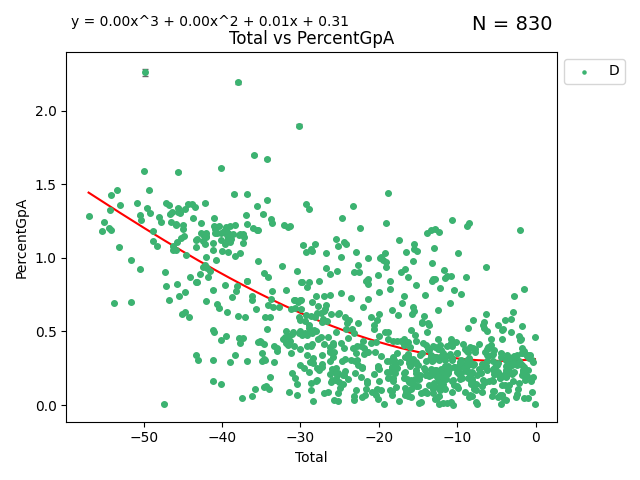 y = 0.00x^3 + 0.00x^2 + 0.01x + 0.31
N = 830
Total vs PercentGpA
D
PercentGpA
2.0
1.5
1.0
0.5
0.0
−50
−40
−30
−20
−10
0
Total